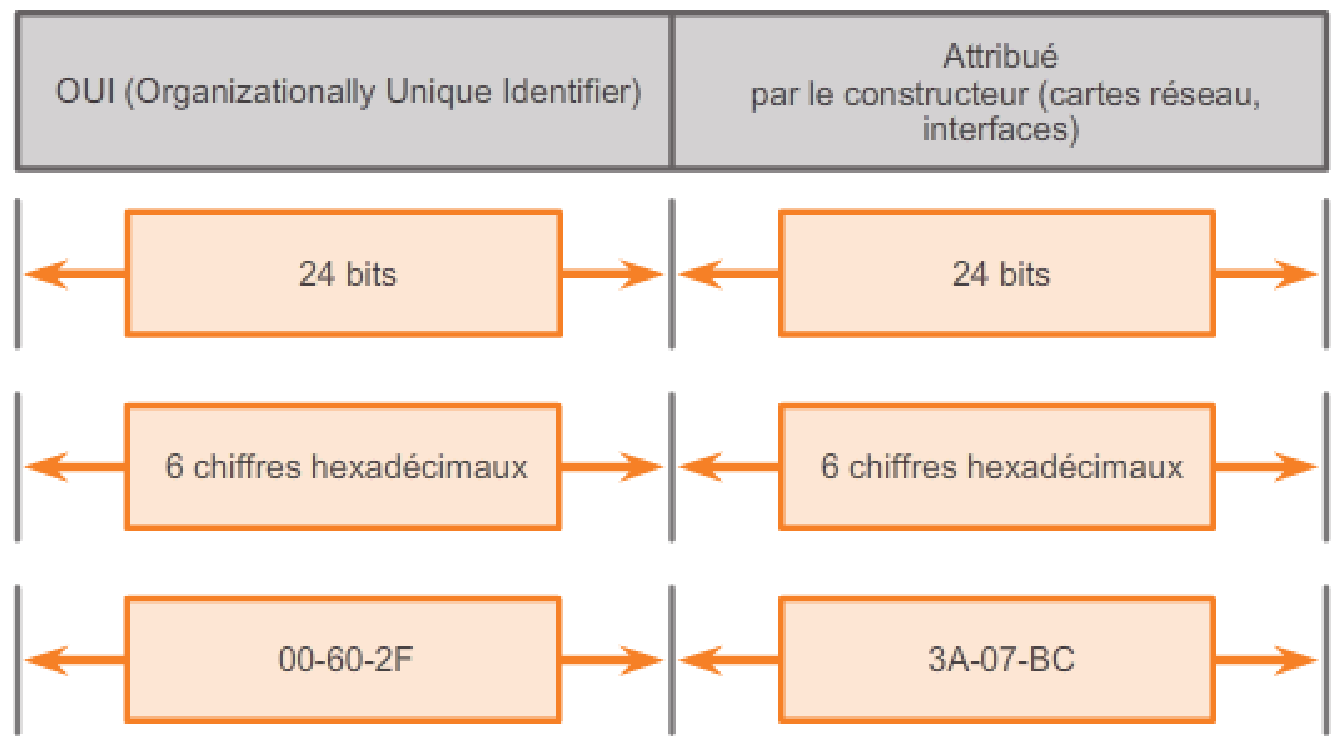 OUI (Organizationally Unique Identifier)
Attribué
par le constructeur (cartes réseau,
interfaces)
24 bits
24 bits
6 chiffres hexadécimaux
6 chiffres hexadécimaux
00-60-2F
3A-07-BC